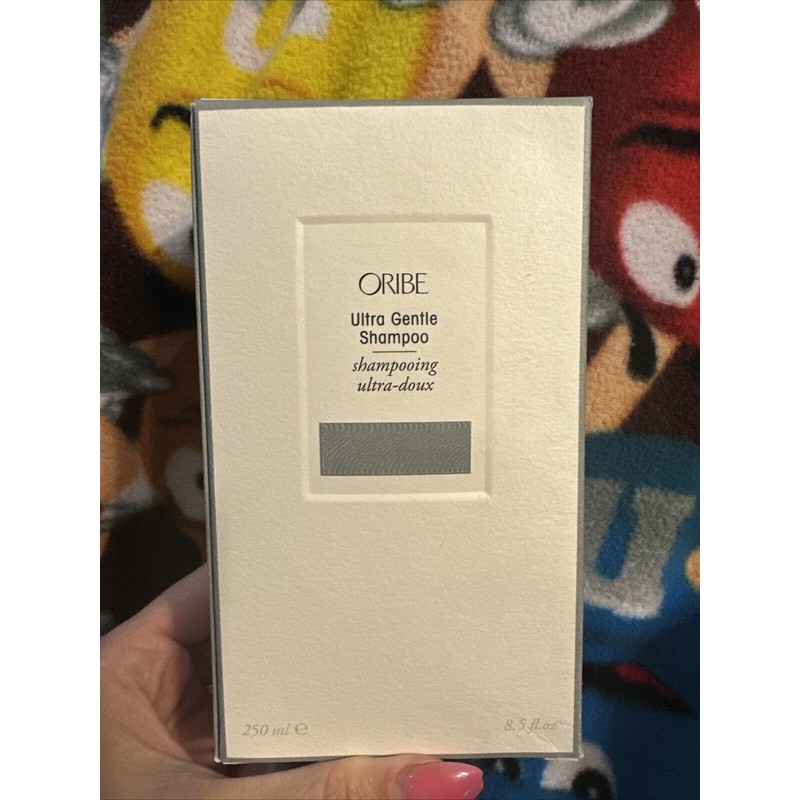 ORIBE
Ultra Gentle
Shampoo
shampooing
ultra-doux
250 ml ℮
8.5 fl.oz